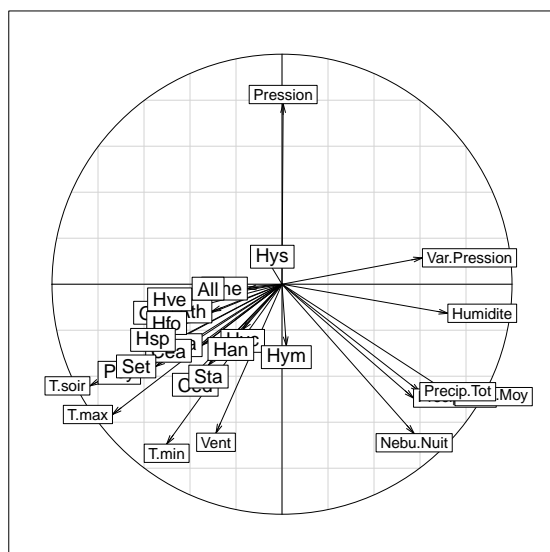 Pression
Hys
Var.Pression
All
Hve
Humidite
Hfo
Hsp
Han
Hym
Set
Sta
T.soir
Precip.Tot
.Moy
T.max
Vent
Nebu.Nuit
T.min